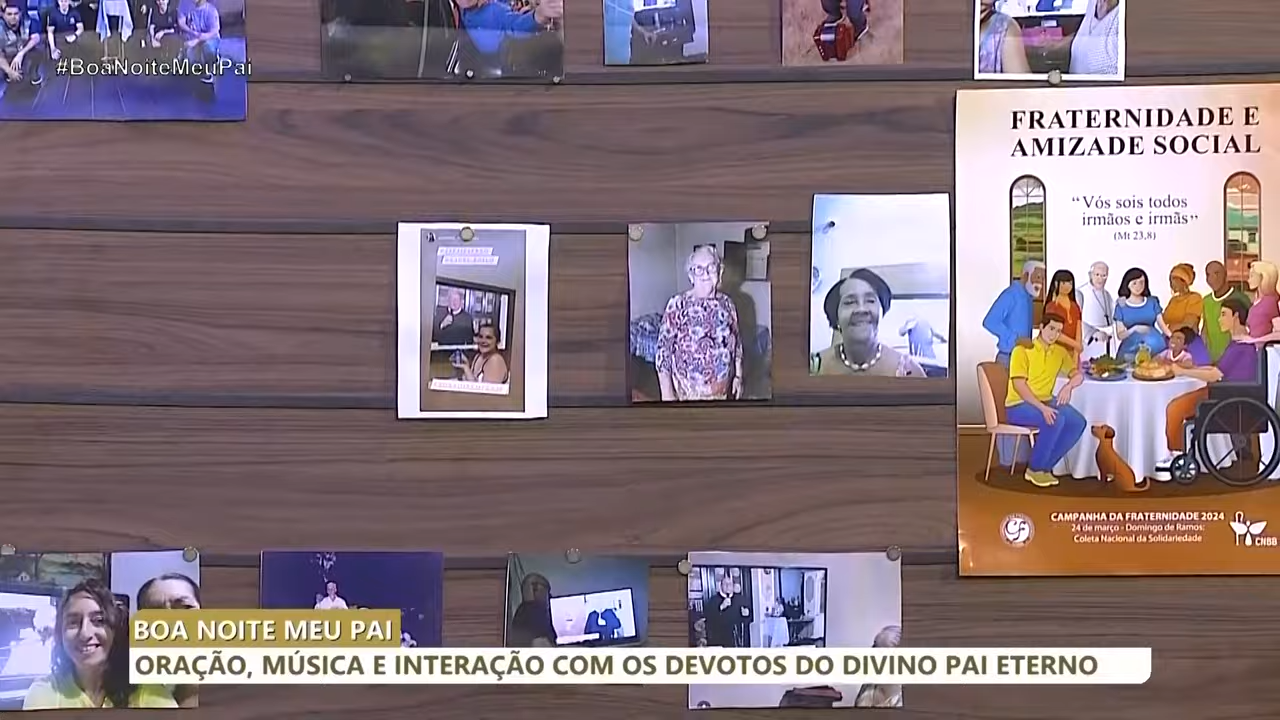 #BoaNoiteMeuPai
FRATERNIDADE E
AMIZADE SOCIAL
“Vós sois todos
irmãos e irmãs”
(Mt 23,8)
CAMPANHA DA FRATERNIDADE 2024
24 de março - Domingo de Ramos:
Coleta Nacional da Solidariedade
CF
CNBB
BOA NOITE MEU PAI
ORAÇÃO, MÚSICA E INTERAÇÃO COM OS DEVOTOS DO DIVINO PAI ETERNO